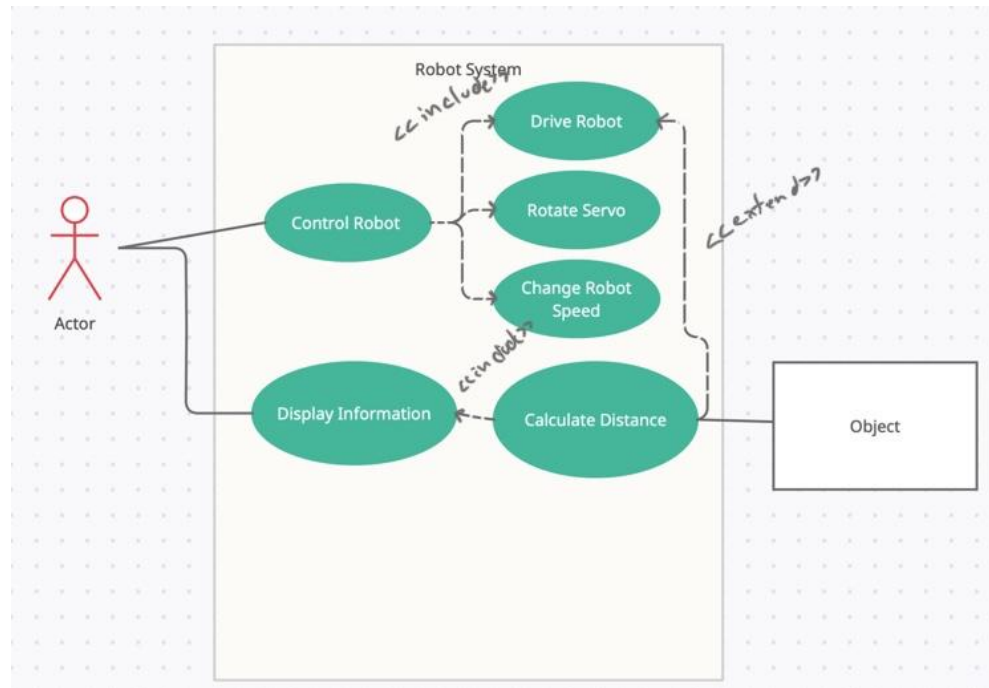 Robot System
<<include>>
Drive Robot
Control Robot
Rotate Servo
<<extend>>
Change Robot
Speed
Actor
Display Information
Calculate Distance
Object